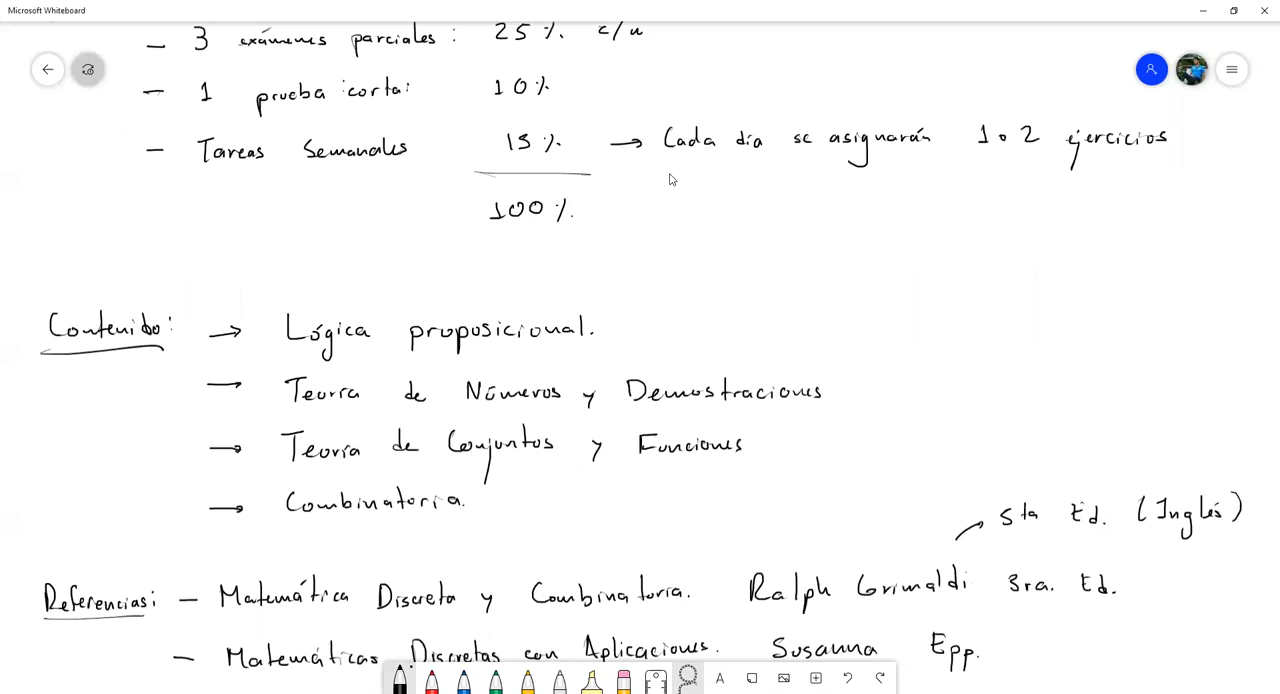 Microsoft Whiteboard
– 3 exámenes parciales: 25% c/u
– 1 prueba corta: 10%
– Tareas Semanales 15% → Cada día se asignarán 1 o 2 ejercicios
100%.
Contenido: → Lógica proposicional.
→ Teoría de Números y Demostraciones
→ Teoría de Conjuntos y Funciones
→ Combinatoria.
5ta Ed. (Inglés)
Referencias: – Matemática Discreta y Combinatoria. Ralph Grimaldi 3ra. Ed.
– Matemáticas Discretas con Aplicaciones. Susanna Epp.
A